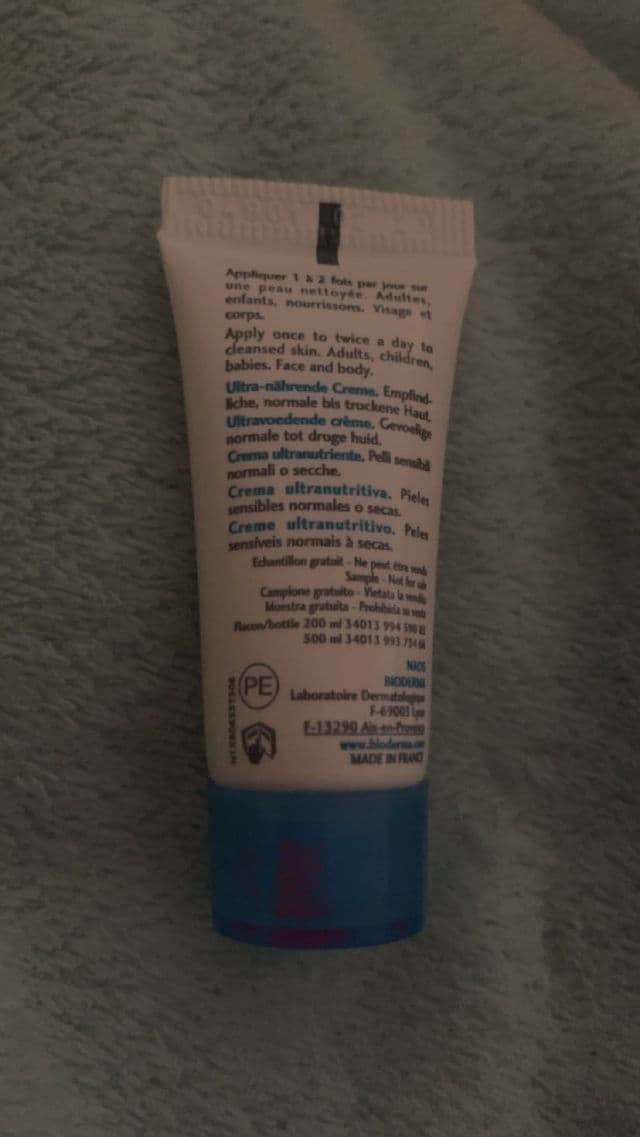 Appliquer 1 à 2 fois par jour sur
une peau nettoyée. Adultes,
enfants, nourrissons. Visage et
corps.
Apply once to twice a day to
cleansed skin. Adults, children,
babies. Face and body.
Ultra-nährende Creme. Empfind-
liche, normale bis trockene Haut.
Ultravoedende crème. Gevoelige
normale tot droge huid.
Crema ultranutriente. Pelli sensibili
normali o secche.
Crema ultranutritiva. Pieles
sensibles normales o secas.
Creme ultranutritivo. Peles
sensíveis normais à secas.
Echantillon gratuit - Ne peut être vendu
Sample - Not for sale
Campione gratuito - Vietata la vendita
Muestra gratuita - Prohibida su venta
Flacon/bottle 200 ml 34013 994 590
500 ml 34013 993 734
NAOS
BIODERMA
Laboratoire Dermatologique
F-69003 Lyon
F-13290 Aix-en-Provence
www.bioderma.com
MADE IN FRANCE
PE